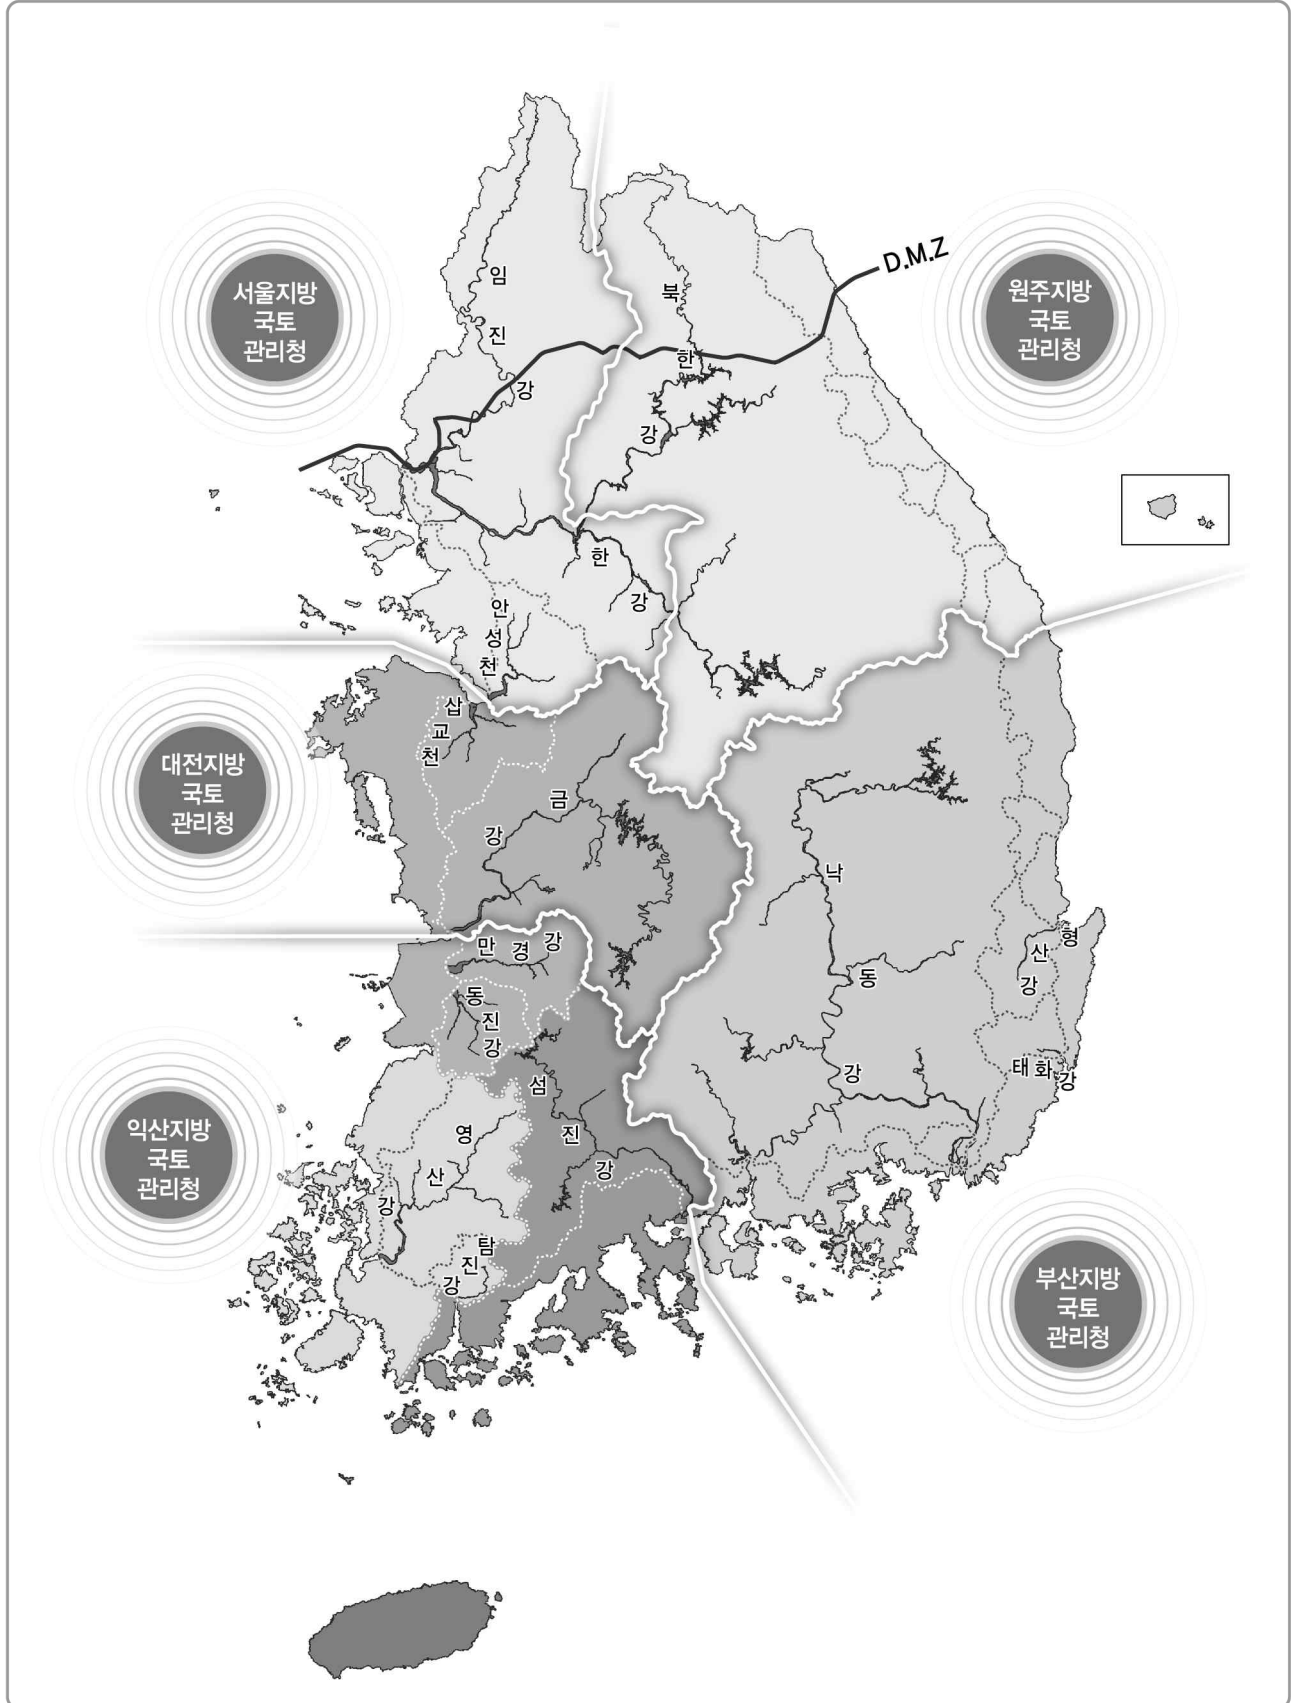 서울지방
국토
관리청
원주지방
국토
관리청
D.M.Z
임
진
강
북
한
강
한
강
안
성
천
대전지방
국토
관리청
삽
교
천
금
강
낙
동
강
만 경 강
동
진
강
형
산
강
태 화 강
익산지방
국토
관리청
섬
진
강
영
산
강
탐
진
강
부산지방
국토
관리청